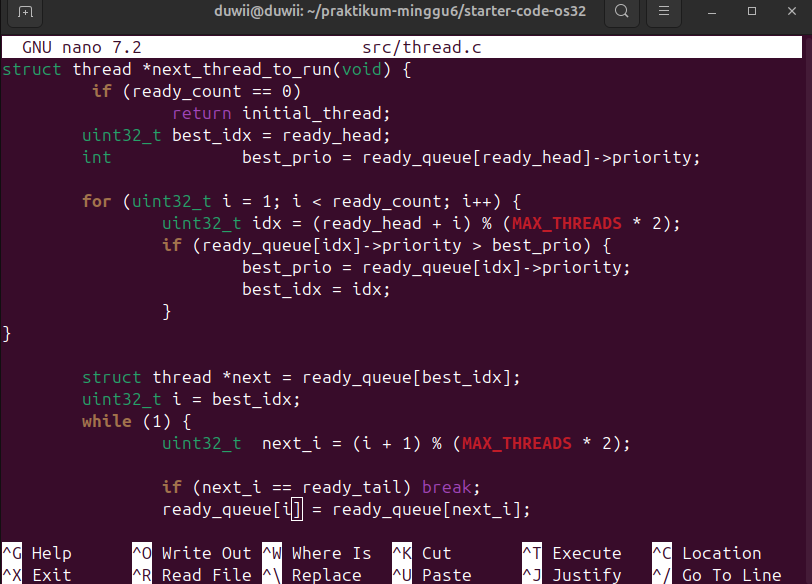 duwii@duwii: ~/praktikum-minggu6/starter-code-os32
GNU nano 7.2 src/thread.c
struct thread *next_thread_to_run(void) {
if (ready_count == 0)
return initial_thread;
uint32_t best_idx = ready_head;
int best_prio = ready_queue[ready_head]->priority;
for (uint32_t i = 1; i < ready_count; i++) {
uint32_t idx = (ready_head + i) % (MAX_THREADS * 2);
if (ready_queue[idx]->priority > best_prio) {
best_prio = ready_queue[idx]->priority;
best_idx = idx;
}
}
struct thread *next = ready_queue[best_idx];
uint32_t i = best_idx;
while (1) {
uint32_t next_i = (i + 1) % (MAX_THREADS * 2);
if (next_i == ready_tail) break;
ready_queue[i] = ready_queue[next_i];
^G Help ^O Write Out ^W Where Is ^K Cut ^T Execute ^C Location
^X Exit ^R Read File ^\ Replace ^U Paste ^J Justify ^/ Go To Line